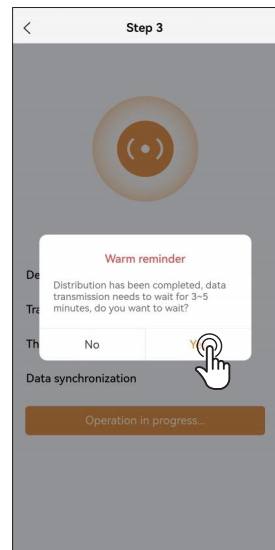 Step 3
Warm reminder
Distribution has been completed, data
transmission needs to wait for 3~5
minutes, do you want to wait?
No
Data synchronization
Operation in progress...